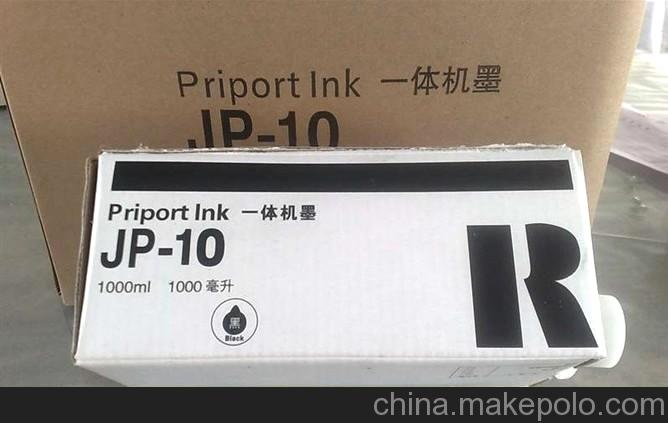 Priport Ink 一体机墨
JP-10
Priport Ink 一体机墨
JP-10
1000ml 1000 毫升
黑
Black
R
china.makepolo.com